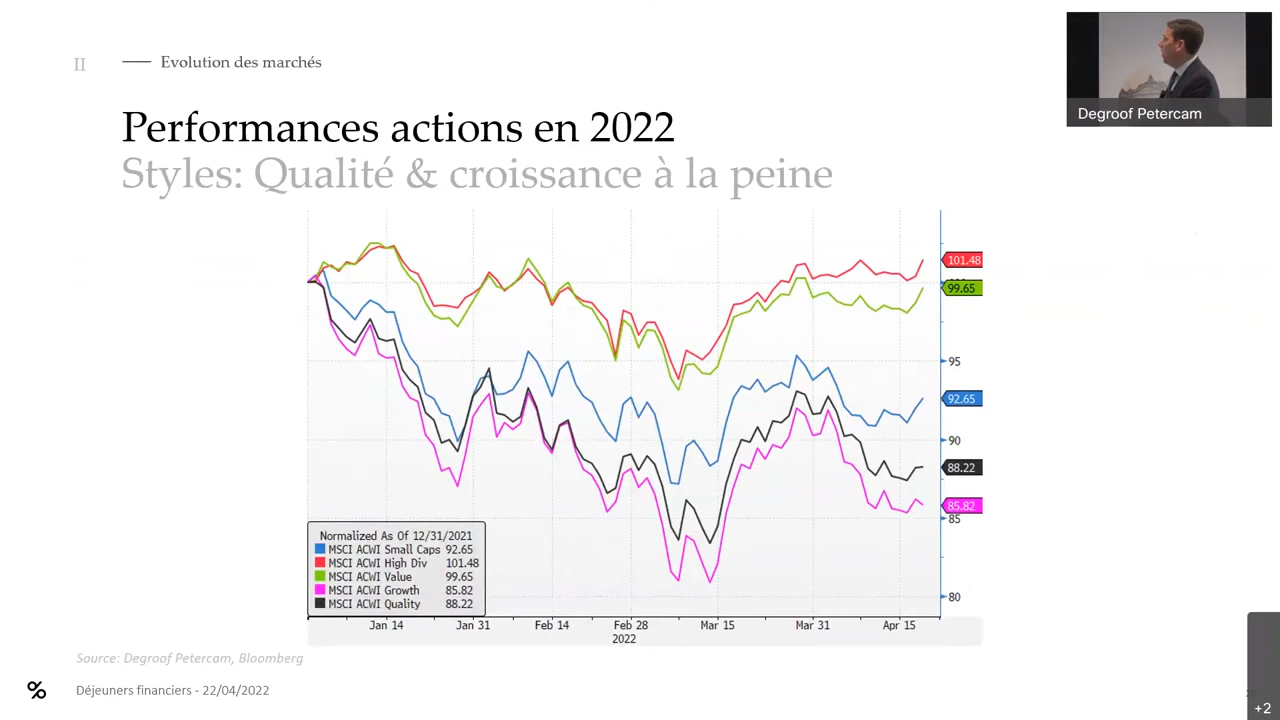 II
Evolution des marchés
Degroof Petercam
Performances actions en 2022
Styles: Qualité & croissance à la peine
101.48
99.65
95
92.65
90
88.22
85.82
85
80
Normalized As Of 12/31/2021
MSCI ACWI Small Caps 92.65
MSCI ACWI High Div 101.48
MSCI ACWI Value 99.65
MSCI ACWI Growth 85.82
MSCI ACWI Quality 88.22
Jan 14 Jan 31 Feb 14 Feb 28 Mar 15 Mar 31 Apr 15
2022
Source: Degroof Petercam, Bloomberg
% Déjeuners financiers - 22/04/2022
+2